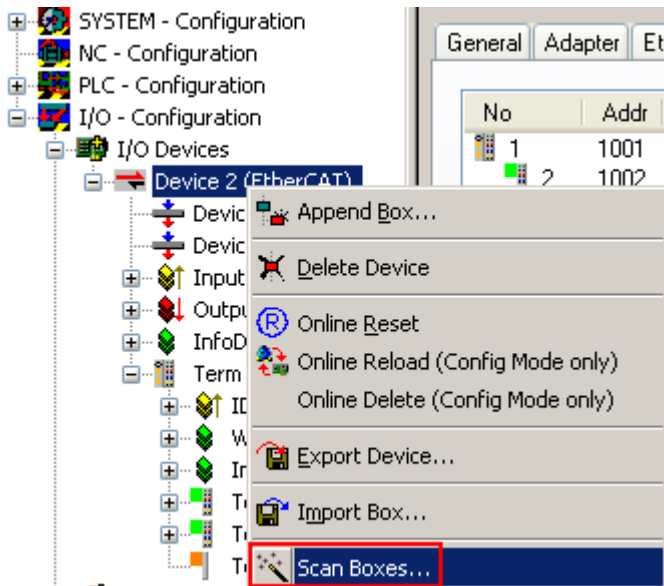 SYSTEM - Configuration
NC - Configuration
PLC - Configuration
I/O - Configuration
I/O Devices
Device 2 (EtherCAT)
Devic
Devic
Input
Outpu
InfoD
Term
ID
W
In
Te
Te
Te
General Adapter Et
No Addr
1 1001
2 1002
Append Box...
Delete Device
Online Reset
Online Reload (Config Mode only)
Online Delete (Config Mode only)
Export Device...
Import Box...
Scan Boxes...